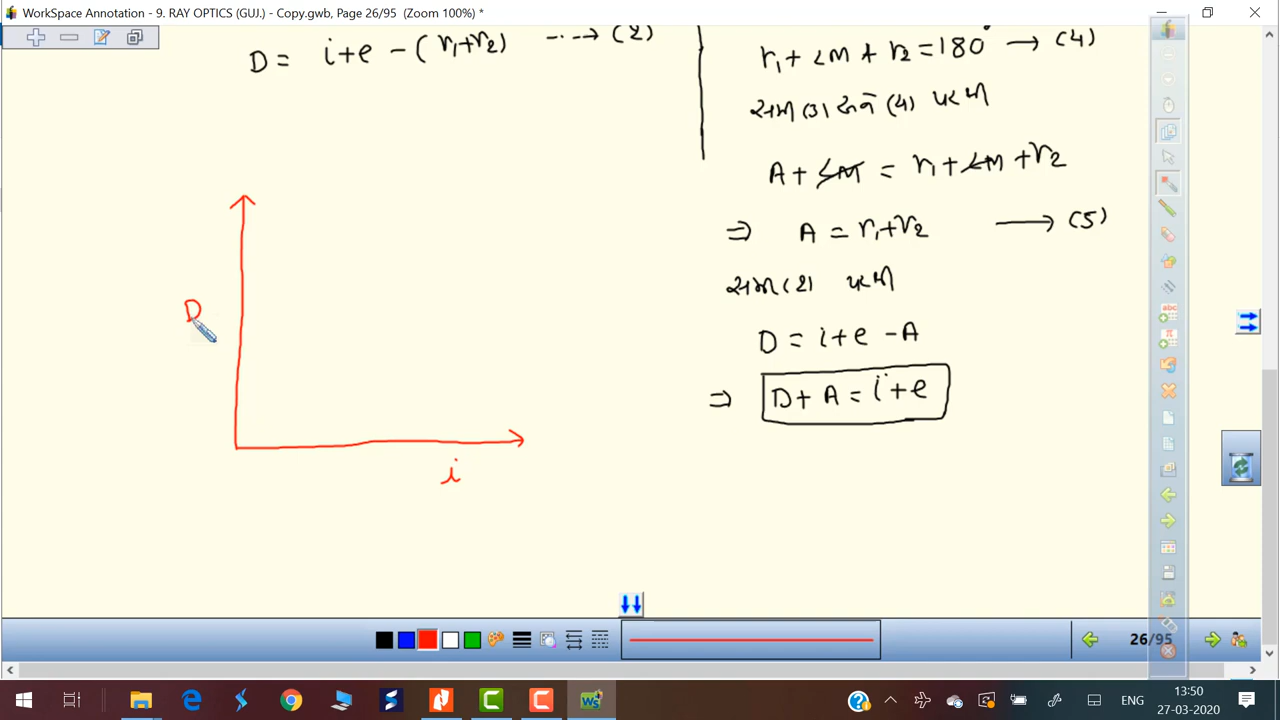 WorkSpace Annotation - 9. RAY OPTICS (GUJ.) - Copy.gwb, Page 26/95 (Zoom 100%) *
D = i+e - (r₁+r₂) ---→ (2)
r₁ + ∠M + r₂ = 180° → (4)
સમી (3) અને (4) પરથી
A + ∠M = r₁ + ∠M + r₂
⇒ A = r₁+r₂ → (5)
સમી (2) પરથી
D = i+e -A
⇒ D + A = i+e
D
i
26/95
ENG
13:50
27-03-2020